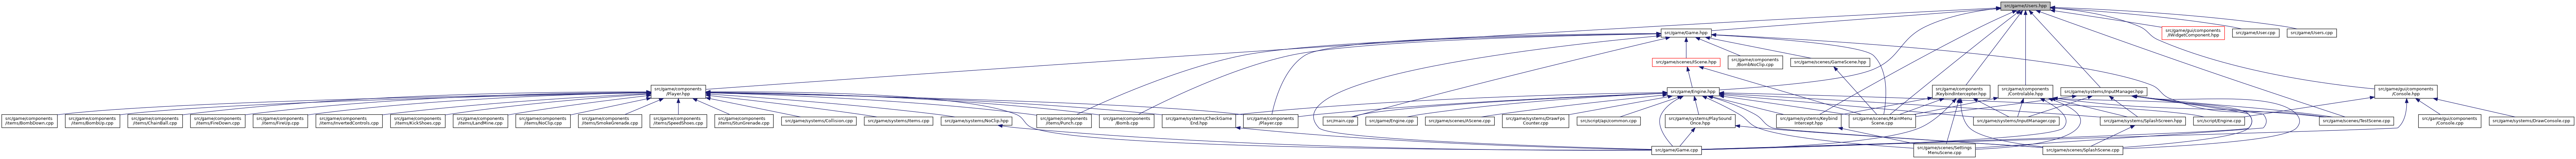 src/game/Users.hpp
src/game/gui/components
/IWidgetComponent.hpp
src/game/User.cpp
src/game/Users.cpp
src/game/Game.hpp
src/game/scenes/IScene.hpp
src/game/components
/BombNoClip.cpp
src/game/scenes/GameScene.hpp
src/game/components
/Player.hpp
src/game/Engine.hpp
src/game/components
/KeybindIntercepter.hpp
src/game/components
/Controlable.hpp
src/game/systems/InputManager.hpp
src/game/gui/components
/Console.hpp
src/game/components
/items/BombDown.cpp
src/game/components
/items/BombUp.cpp
src/game/components
/items/ChainBall.cpp
src/game/components
/items/FireDown.cpp
src/game/components
/items/FireUp.cpp
src/game/components
/items/InvertedControls.cpp
src/game/components
/items/KickShoes.cpp
src/game/components
/items/LandMine.cpp
src/game/components
/items/NoClip.cpp
src/game/components
/items/SmokeGrenade.cpp
src/game/components
/items/SpeedShoes.cpp
src/game/components
/items/StunGrenade.cpp
src/game/systems/Collision.cpp
src/game/systems/Items.cpp
src/game/systems/NoClip.hpp
src/game/components
/items/Punch.cpp
src/game/components
/Bomb.cpp
src/game/systems/CheckGame
End.hpp
src/game/components
/Player.cpp
src/main.cpp
src/game/Engine.cpp
src/game/scenes/AScene.cpp
src/game/systems/DrawFps
Counter.cpp
src/script/api/common.cpp
src/game/systems/PlaySound
Once.hpp
src/game/systems/Keybind
Intercept.hpp
src/game/scenes/MainMenu
Scene.cpp
src/game/systems/InputManager.cpp
src/game/systems/SplashScreen.hpp
src/script/Engine.cpp
src/game/scenes/TestScene.cpp
src/game/gui/components
/Console.cpp
src/game/systems/DrawConsole.cpp
src/game/Game.cpp
src/game/scenes/Settings
MenuScene.cpp
src/game/scenes/SplashScene.cpp